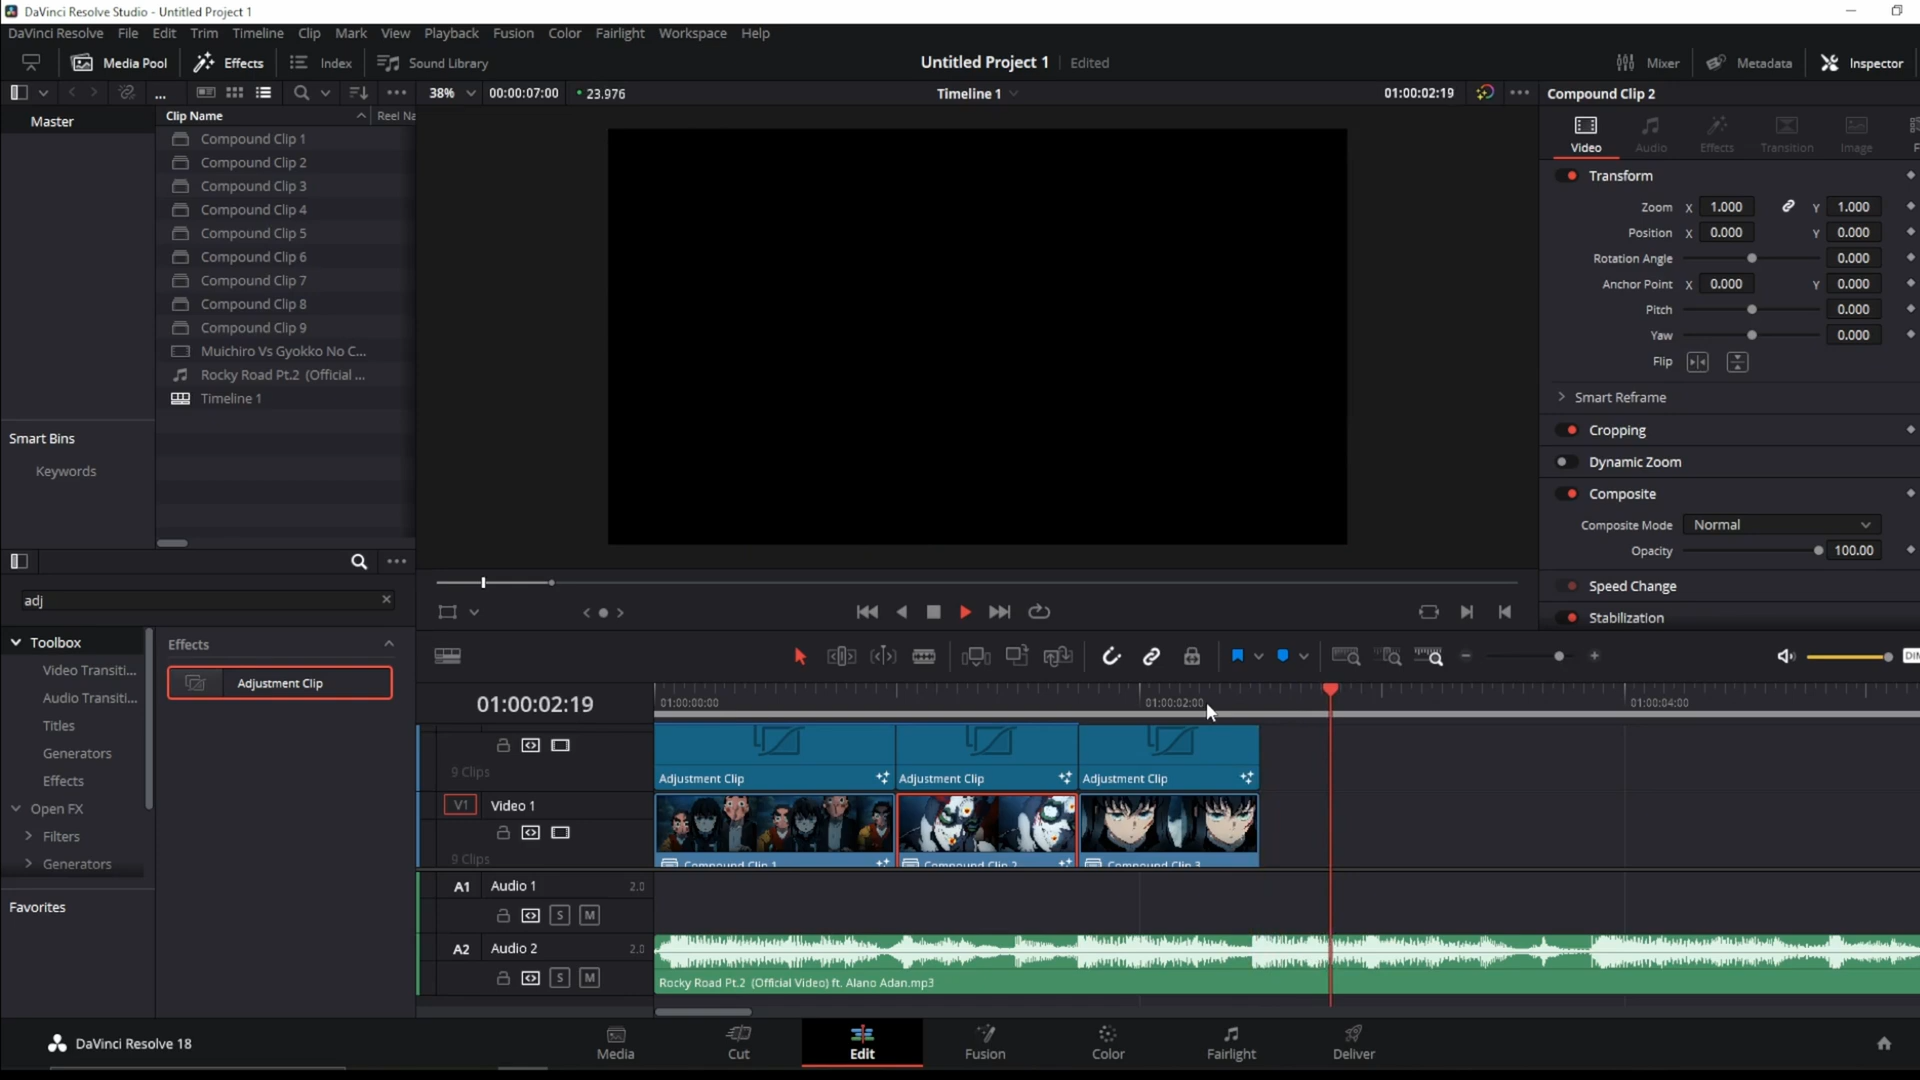 DaVinci Resolve Studio - Untitled Project 1
DaVinci Resolve File Edit Trim Timeline Clip Mark View Playback Fusion Color Fairlight Workspace Help
Media Pool Effects Index Sound Library Untitled Project 1 Edited Mixer Metadata Inspector
... 38% 00:00:07:00 23.976 Timeline 1 01:00:02:19 Compound Clip 2
Master
Clip Name Reel Na
Compound Clip 1
Compound Clip 2
Compound Clip 3
Compound Clip 4
Compound Clip 5
Compound Clip 6
Compound Clip 7
Compound Clip 8
Compound Clip 9
Muichiro Vs Gyokko No C...
Rocky Road Pt.2 (Official ...
Timeline 1
Smart Bins
Keywords
Video Audio Effects Transition Image F
Transform
Zoom X 1.000 Y 1.000
Position X 0.000 Y 0.000
Rotation Angle 0.000
Anchor Point X 0.000 Y 0.000
Pitch 0.000
Yaw 0.000
Flip
Smart Reframe
Cropping
Dynamic Zoom
Composite
Composite Mode Normal
Opacity 100.00
Speed Change
Stabilization
adj
Toolbox
Video Transiti...
Audio Transiti...
Titles
Generators
Effects
Open FX
Filters
Generators
Favorites
Effects
Adjustment Clip
DIM
01:00:02:19
01:00:00:00 01:00:02:00 01:00:04:00
9 Clips
Adjustment Clip Adjustment Clip Adjustment Clip
V1 Video 1
9 Clips
Compound Clip 1 Compound Clip 2 Compound Clip 3
A1 Audio 1 2.0
S M
A2 Audio 2 2.0
S M
Rocky Road Pt.2 (Official Video) ft. Alano Adan.mp3
DaVinci Resolve 18
Media Cut Edit Fusion Color Fairlight Deliver